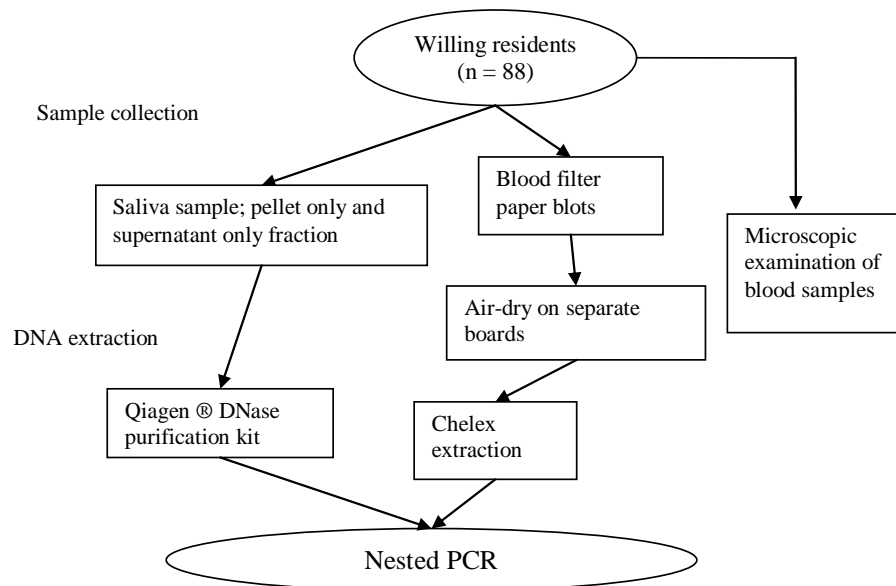 Willing residents
(n = 88)
Sample collection
Saliva sample; pellet only and
supernatant only fraction
Blood filter
paper blots
Microscopic
examination of
blood samples
Air-dry on separate
boards
DNA extraction
Qiagen ® DNase
purification kit
Chelex
extraction
Nested PCR